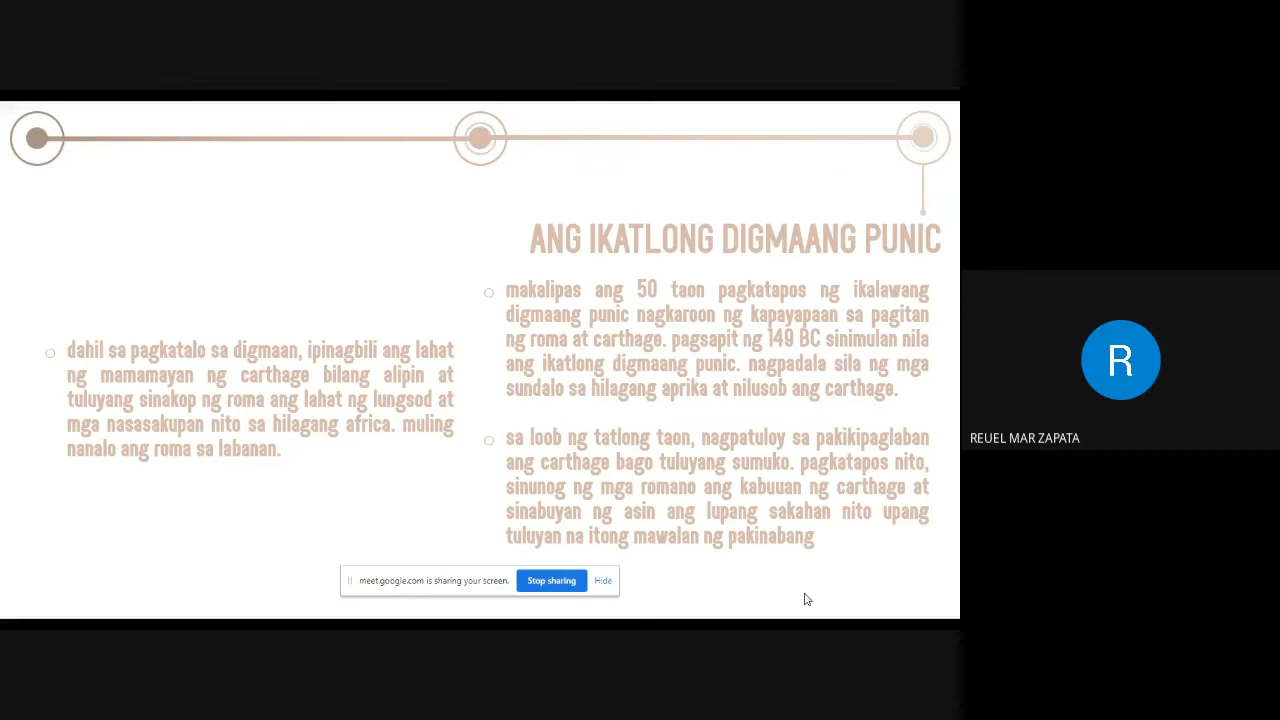 ANG IKATLONG DIGMAANG PUNIC
makalipas ang 50 taon pagkatapos ng ikalawang
digmaang punic nagkaroon ng kapayapaan sa pagitan
ng roma at carthage. pagsapit ng 149 BC sinimulan nila
ang ikatlong digmaang punic. nagpadala sila ng mga
sundalo sa hilagang aprika at nilusob ang carthage.
sa loob ng tatlong taon, nagpatuloy sa pakikipaglaban
ang carthage bago tuluyang sumuko. pagkatapos nito,
sinunog ng mga romano ang kabuuan ng carthage at
sinabuyan ng asin ang lupang sakahan nito upang
tuluyan na itong mawalan ng pakinabang
dahil sa pagkatalo sa digmaan, ipinagbili ang lahat
ng mamamayan ng carthage bilang alipin at
tuluyang sinakop ng roma ang lahat ng lungsod at
mga nasasakupan nito sa hilagang africa. muling
nanalo ang roma sa labanan.
meet.google.com is sharing your screen. Stop sharing Hide
R
REUEL MAR ZAPATA